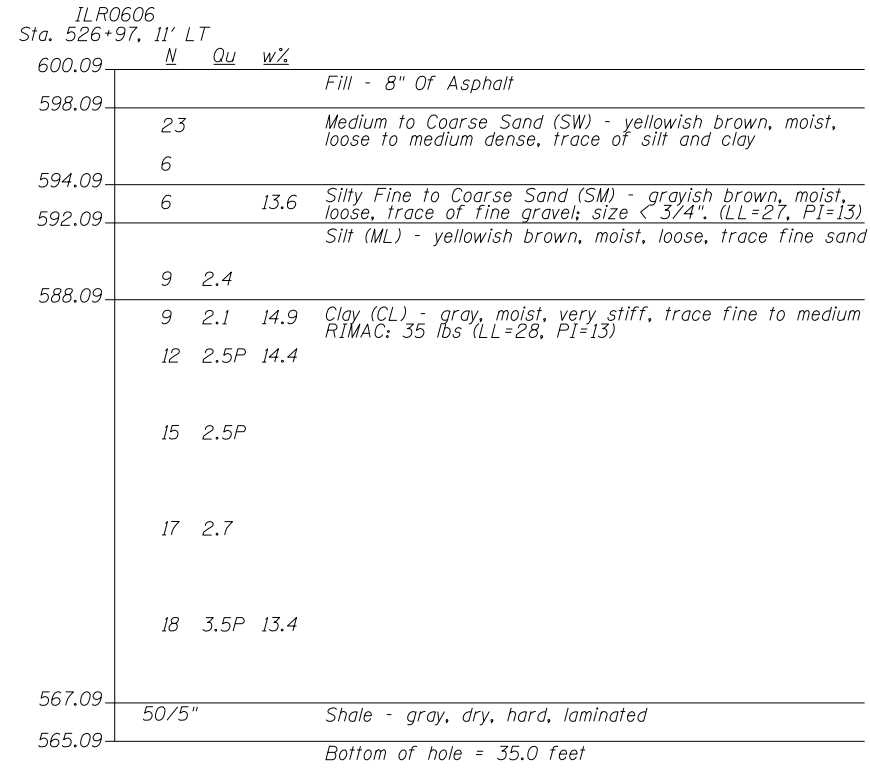 ILR0606
Sta. 526+97, 11' LT
N Qu w%
600.09
Fill - 8" Of Asphalt
598.09
23 Medium to Coarse Sand (SW) - yellowish brown, moist,
loose to medium dense, trace of silt and clay
6
594.09
6 13.6 Silty Fine to Coarse Sand (SM) - grayish brown, moist,
loose, trace of fine gravel; size < 3/4". (LL=27, PI=13)
592.09
Silt (ML) - yellowish brown, moist, loose, trace fine sand
9 2.4
588.09
9 2.1 14.9 Clay (CL) - gray, moist, very stiff, trace fine to medium
RIMAC: 35 lbs (LL=28, PI=13)
12 2.5P 14.4
15 2.5P
17 2.7
18 3.5P 13.4
567.09
50/5" Shale - gray, dry, hard, laminated
565.09
Bottom of hole = 35.0 feet